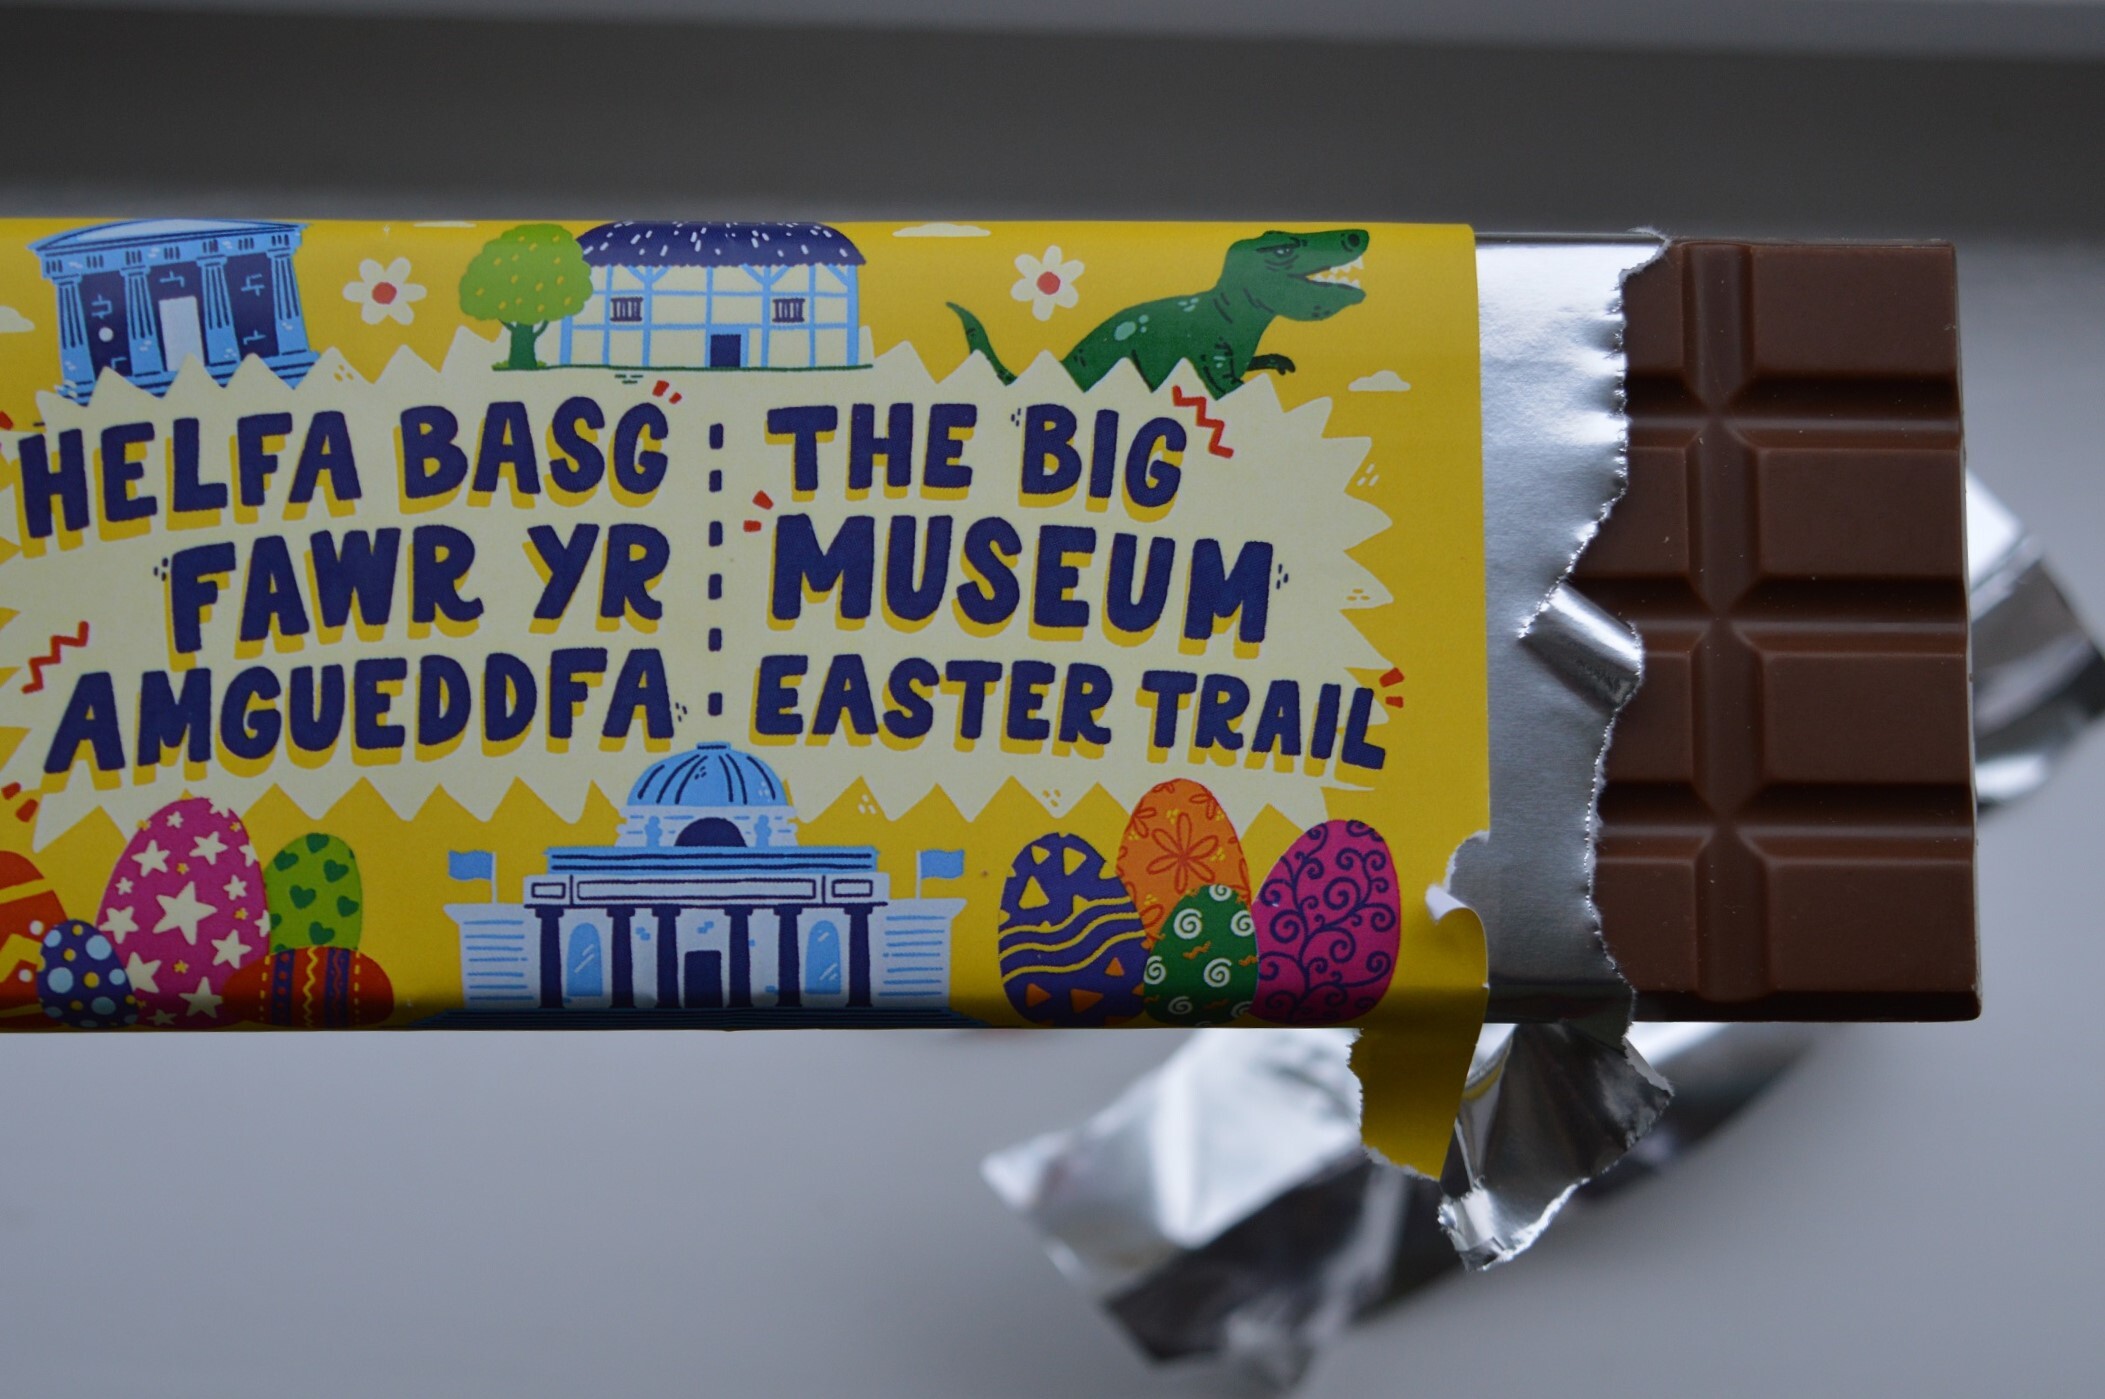 HELFA BASG
FAWR YR
AMGUEDDFA
THE BIG
MUSEUM
EASTER TRAIL